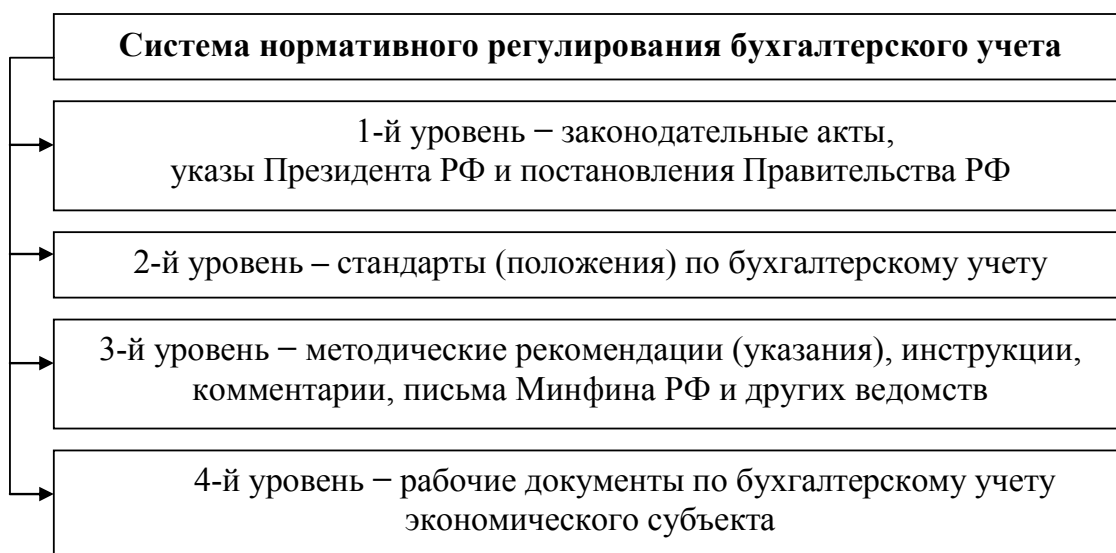 Система нормативного регулирования бухгалтерского учета
1-й уровень − законодательные акты,
указы Президента РФ и постановления Правительства РФ
2-й уровень – стандарты (положения) по бухгалтерскому учету
3-й уровень − методические рекомендации (указания), инструкции,
комментарии, письма Минфина РФ и других ведомств
4-й уровень − рабочие документы по бухгалтерскому учету
экономического субъекта